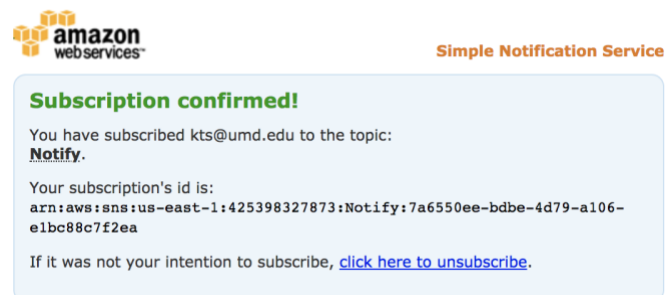 amazon
webservices™
Simple Notification Service
Subscription confirmed!
You have subscribed kts@umd.edu to the topic:
Notify.
Your subscription's id is:
arn:aws:sns:us-east-1:425398327873:Notify:7a6550ee-bdbe-4d79-a106-
e1bc88c7f2ea
If it was not your intention to subscribe, click here to unsubscribe.